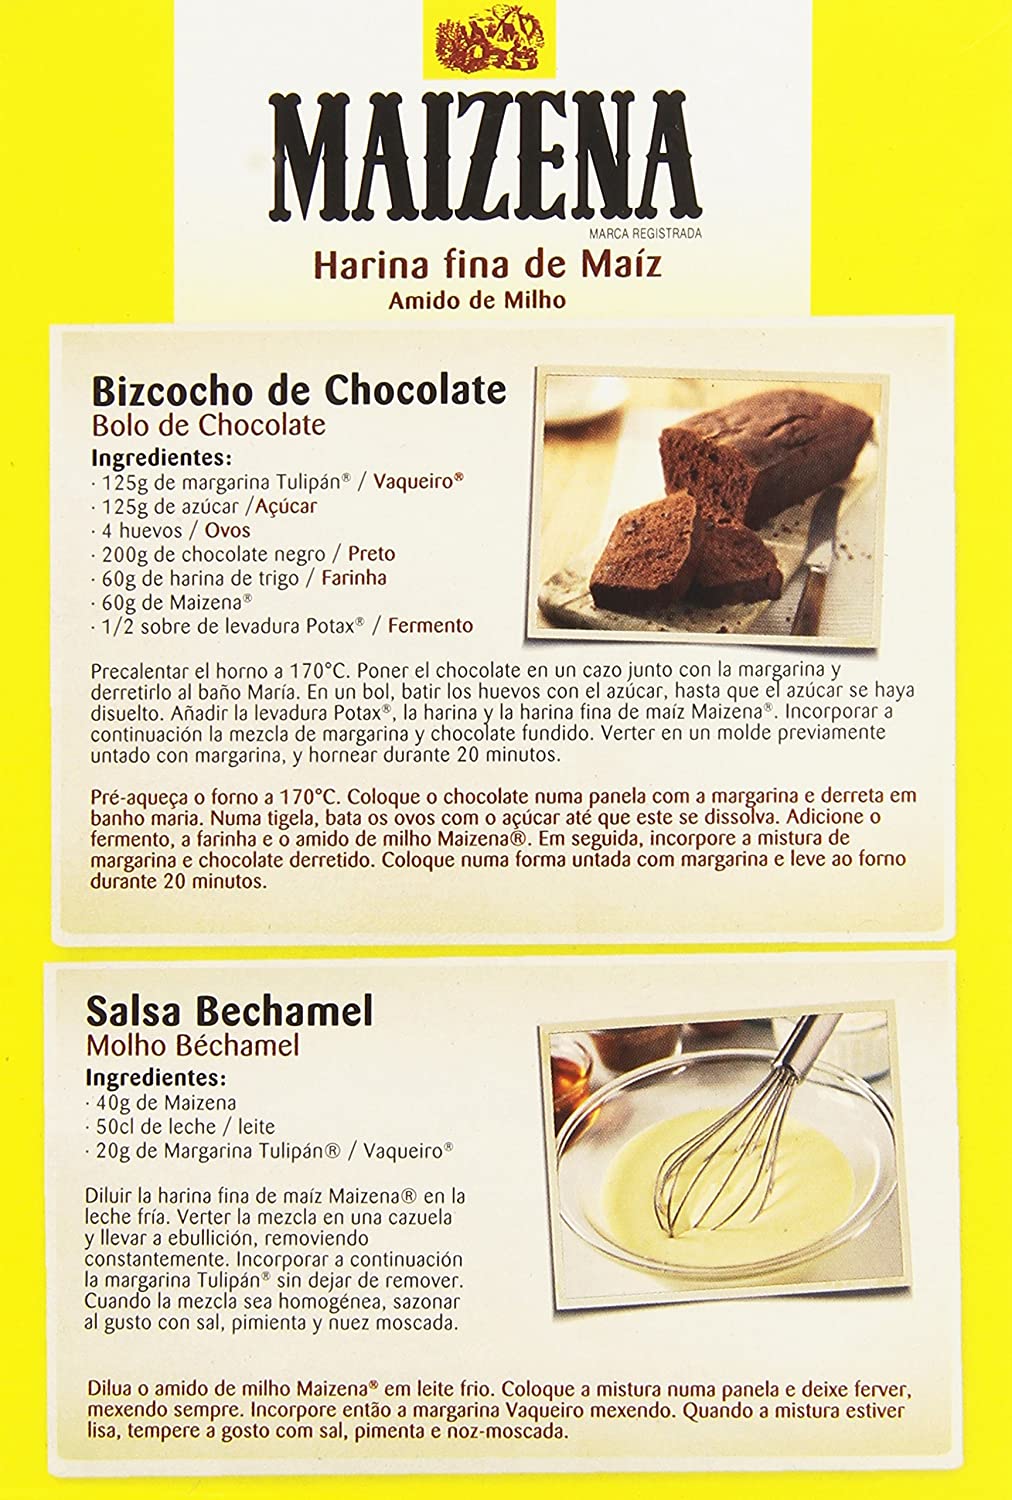 MAIZENA
MARCA REGISTRADA
Harina fina de Maíz
Amido de Milho
Bizcocho de Chocolate
Bolo de Chocolate
Ingredientes:
· 125g de margarina Tulipán® / Vaqueiro®
· 125g de azúcar /Açúcar
· 4 huevos / Ovos
· 200g de chocolate negro / Preto
· 60g de harina de trigo / Farinha
· 60g de Maizena®
· 1/2 sobre de levadura Potax® / Fermento
Precalentar el horno a 170°C. Poner el chocolate en un cazo junto con la margarina y
derretirlo al baño María. En un bol, batir los huevos con el azúcar, hasta que el azúcar se haya
disuelto. Añadir la levadura Potax®, la harina y la harina fina de maíz Maizena®. Incorporar a
continuación la mezcla de margarina y chocolate fundido. Verter en un molde previamente
untado con margarina, y hornear durante 20 minutos.
Pré-aqueça o forno a 170°C. Coloque o chocolate numa panela com a margarina e derreta em
banho maria. Numa tigela, bata os ovos com o açúcar até que este se dissolva. Adicione o
fermento, a farinha e o amido de milho Maizena®. Em seguida, incorpore a mistura de
margarina e chocolate derretido. Coloque numa forma untada com margarina e leve ao forno
durante 20 minutos.
Salsa Bechamel
Molho Béchamel
Ingredientes:
· 40g de Maizena
· 50cl de leche / leite
· 20g de Margarina Tulipán® / Vaqueiro®
Diluir la harina fina de maíz Maizena® en la
leche fría. Verter la mezcla en una cazuela
y llevar a ebullición, removiendo
constantemente. Incorporar a continuación
la margarina Tulipán® sin dejar de remover.
Cuando la mezcla sea homogénea, sazonar
al gusto con sal, pimienta y nuez moscada.
Dilua o amido de milho Maizena® em leite frio. Coloque a mistura numa panela e deixe ferver,
mexendo sempre. Incorpore então a margarina Vaqueiro mexendo. Quando a mistura estiver
lisa, tempere a gosto com sal, pimenta e noz-moscada.